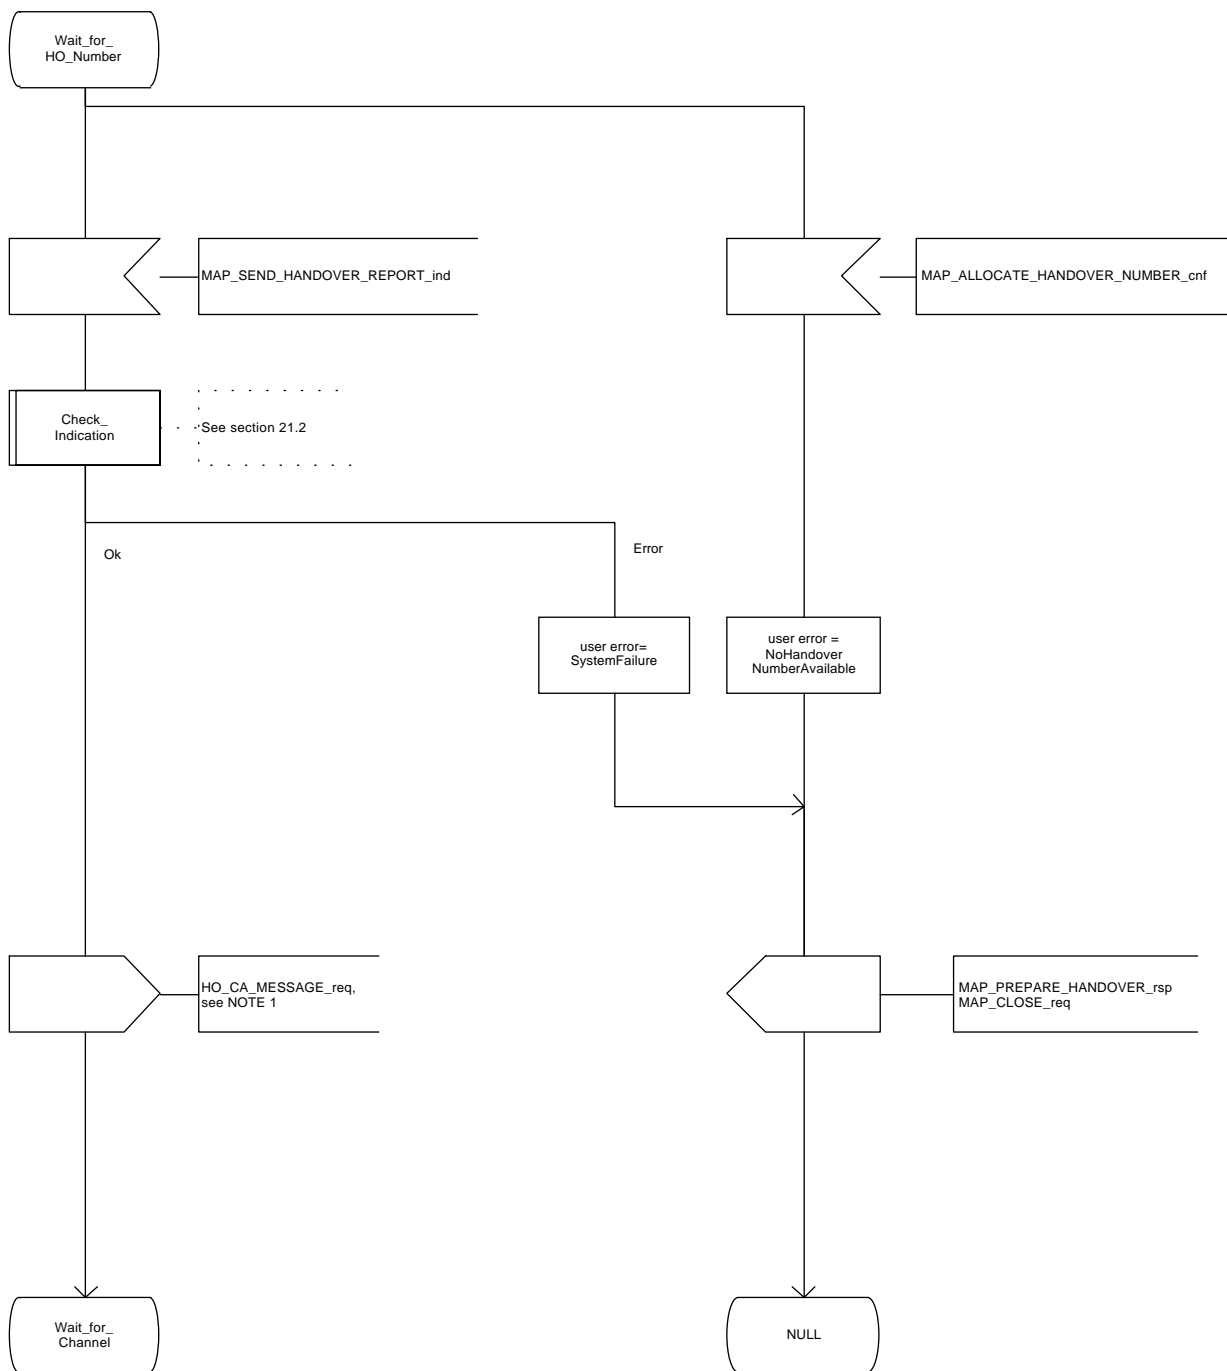 Wait_for_
HO_Number
MAP_SEND_HANDOVER_REPORT_ind
MAP_ALLOCATE_HANDOVER_NUMBER_cnf
Check_
Indication
See section 21.2
Ok
Error
user error=
SystemFailure
user error =
NoHandover
NumberAvailable
HO_CA_MESSAGE_req,
see NOTE 1
MAP_PREPARE_HANDOVER_rsp
MAP_CLOSE_req
Wait_for_
Channel
NULL